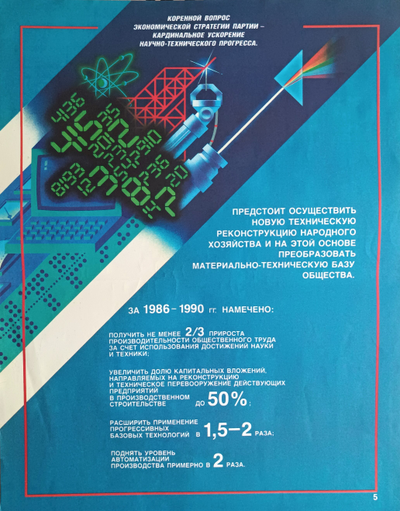 КОРЕННОЙ ВОПРОС
ЭКОНОМИЧЕСКОЙ СТРАТЕГИИ ПАРТИИ –
КАРДИНАЛЬНОЕ УСКОРЕНИЕ
НАУЧНО-ТЕХНИЧЕСКОГО ПРОГРЕССА.
ПРЕДСТОИТ ОСУЩЕСТВИТЬ
НОВУЮ ТЕХНИЧЕСКУЮ
РЕКОНСТРУКЦИЮ НАРОДНОГО
ХОЗЯЙСТВА И НА ЭТОЙ ОСНОВЕ
ПРЕОБРАЗОВАТЬ
МАТЕРИАЛЬНО-ТЕХНИЧЕСКУЮ БАЗУ
ОБЩЕСТВА.
ЗА 1986–1990 ГГ. НАМЕЧЕНО:
ПОЛУЧИТЬ НЕ МЕНЕЕ 2/3 ПРИРОСТА
ПРОИЗВОДИТЕЛЬНОСТИ ОБЩЕСТВЕННОГО ТРУДА
ЗА СЧЕТ ИСПОЛЬЗОВАНИЯ ДОСТИЖЕНИЙ НАУКИ
И ТЕХНИКИ;
УВЕЛИЧИТЬ ДОЛЮ КАПИТАЛЬНЫХ ВЛОЖЕНИЙ,
НАПРАВЛЯЕМЫХ НА РЕКОНСТРУКЦИЮ
И ТЕХНИЧЕСКОЕ ПЕРЕВООРУЖЕНИЕ ДЕЙСТВУЮЩИХ
ПРЕДПРИЯТИЙ
В ПРОИЗВОДСТВЕННОМ
СТРОИТЕЛЬСТВЕ ДО 50%;
РАСШИРИТЬ ПРИМЕНЕНИЕ
ПРОГРЕССИВНЫХ
БАЗОВЫХ ТЕХНОЛОГИЙ В 1,5–2 РАЗА;
ПОДНЯТЬ УРОВЕНЬ
АВТОМАТИЗАЦИИ
ПРОИЗВОДСТВА ПРИМЕРНО В 2 РАЗА.
5